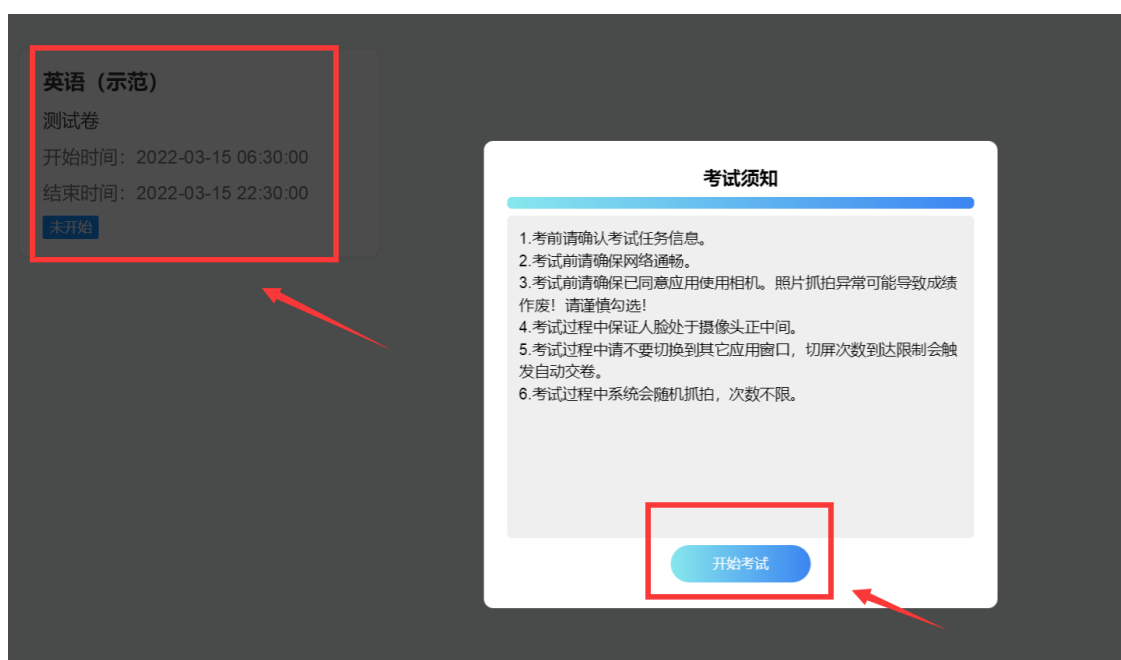 英语（示范）
测试卷
开始时间：2022-03-15 06:30:00
结束时间：2022-03-15 22:30:00
未开始
考试须知
1.考前请确认考试任务信息。
2.考试前请确保网络通畅。
3.考试前请确保已同意应用使用相机。照片抓拍异常可能导致成绩
作废！请谨慎勾选！
4.考试过程中保证人脸处于摄像头正中间。
5.考试过程中请不要切换到其它应用窗口，切屏次数到达限制会触
发自动交卷。
6.考试过程中系统会随机抓拍，次数不限。
开始考试